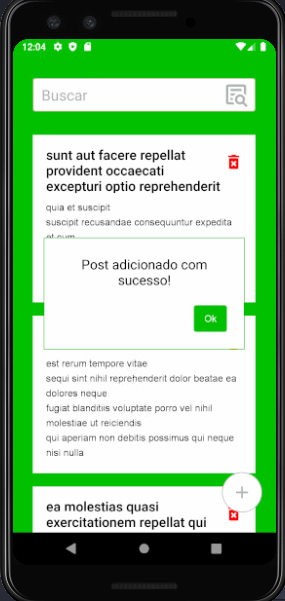 12:04
Buscar
sunt aut facere repellat
provident occaecati
excepturi optio reprehenderit
quia et suscipit
suscipit recusandae consequuntur expedita
et cum
Post adicionado com
sucesso!
Ok
est rerum tempore vitae
sequi sint nihil reprehenderit dolor beatae ea
dolores neque
fugiat blanditiis voluptate porro vel nihil
molestiae ut reiciendis
qui aperiam non debitis possimus qui neque
nisi nulla
ea molestias quasi
exercitationem repellat qui